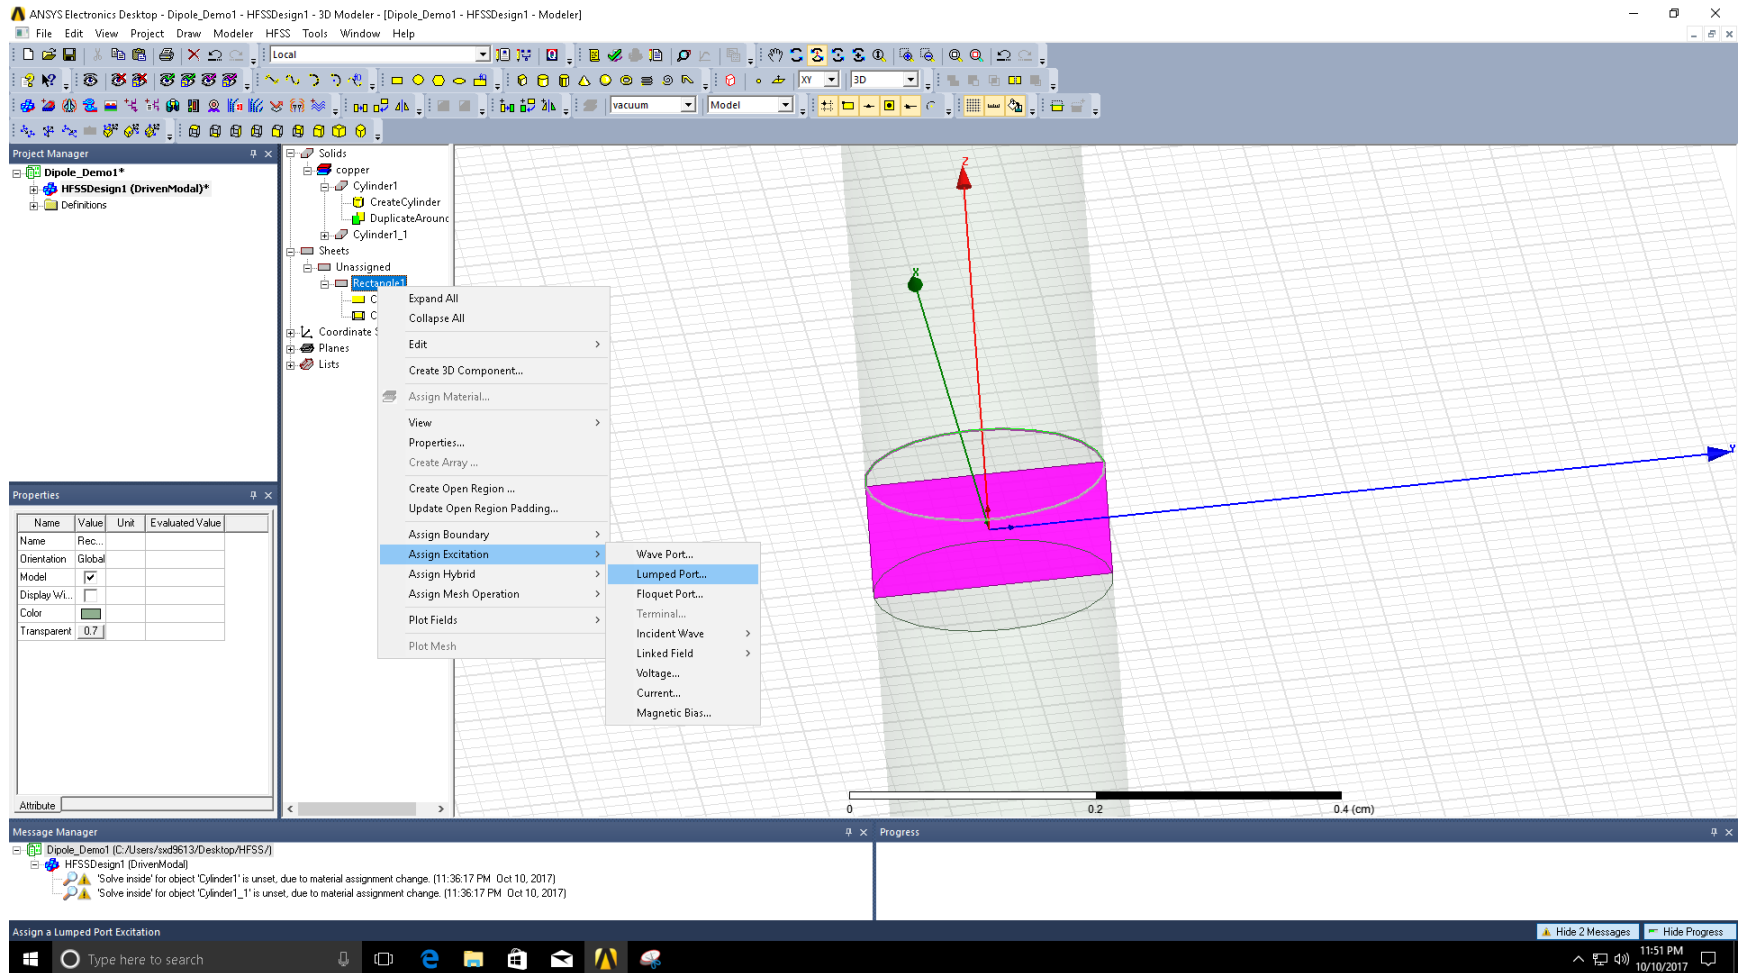 ANSYS Electronics Desktop - Dipole_Demo1 - HFSSDesign1 - 3D Modeler - [Dipole_Demo1 - HFSSDesign1 - Modeler]
File Edit View Project Draw Modeler HFSS Tools Window Help
Local
XY 3D
vacuum Model
Project Manager
Dipole_Demo1*
HFSSDesign1 (DrivenModal)*
Definitions
Solids
copper
Cylinder1
CreateCylinder
DuplicateAround
Cylinder1_1
Sheets
Unassigned
Rectangle1
C
C
Coordinate S
Planes
Lists
Expand All
Collapse All
Edit
Create 3D Component...
Assign Material...
View
Properties...
Create Array ...
Create Open Region ...
Update Open Region Padding...
Assign Boundary
Assign Excitation
Assign Hybrid
Assign Mesh Operation
Plot Fields
Plot Mesh
Wave Port...
Lumped Port...
Floquet Port...
Terminal...
Incident Wave
Linked Field
Voltage...
Current...
Magnetic Bias...
Z
X
Y
0 0.2 0.4 (cm)
Properties
Name Value Unit Evaluated Value
Name Rec...
Orientation Global
Model
Display Wi...
Color
Transparent 0.7
Attribute
Message Manager
Dipole_Demo1 (C:/Users/sxd9613/Desktop/HFSS/)
HFSSDesign1 (DrivenModal)
'Solve inside' for object 'Cylinder1' is unset, due to material assignment change. (11:36:17 PM Oct 10, 2017)
'Solve inside' for object 'Cylinder1_1' is unset, due to material assignment change. (11:36:17 PM Oct 10, 2017)
Progress
Assign a Lumped Port Excitation
Hide 2 Messages Hide Progress
Type here to search
11:51 PM
10/10/2017